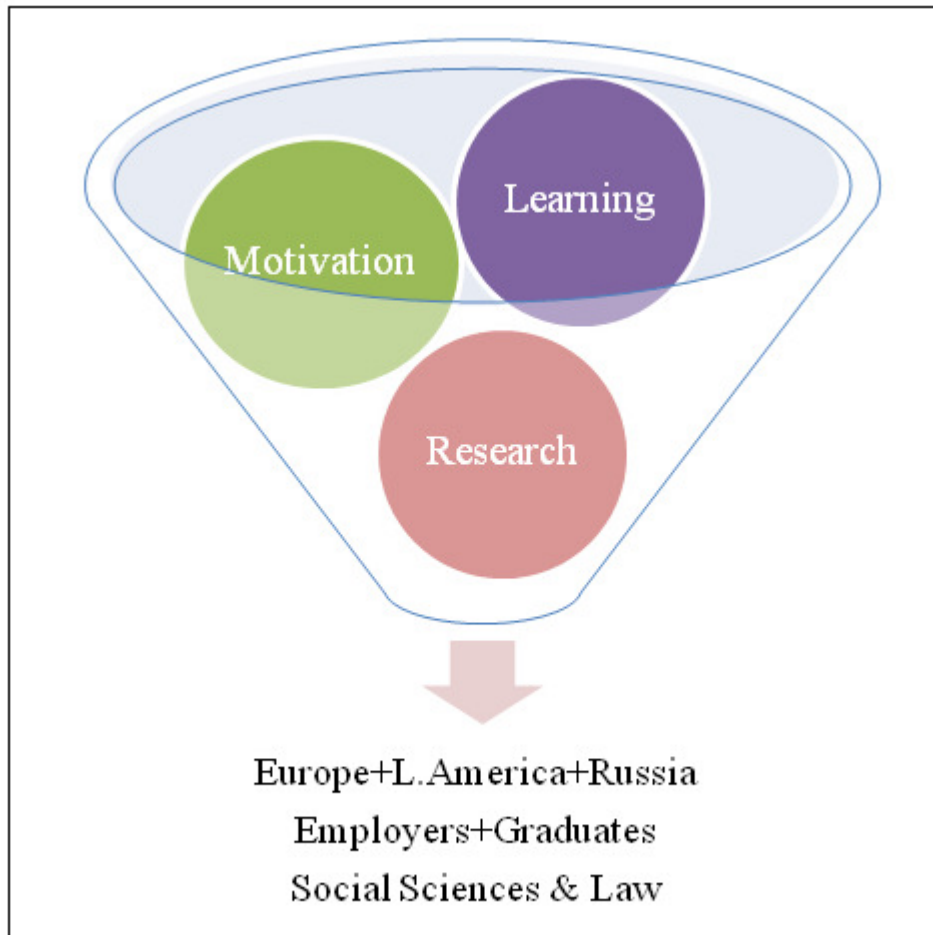 Learning
Motivation
Research
Europe+L.America+Russia
Employers+Graduates
Social Sciences & Law